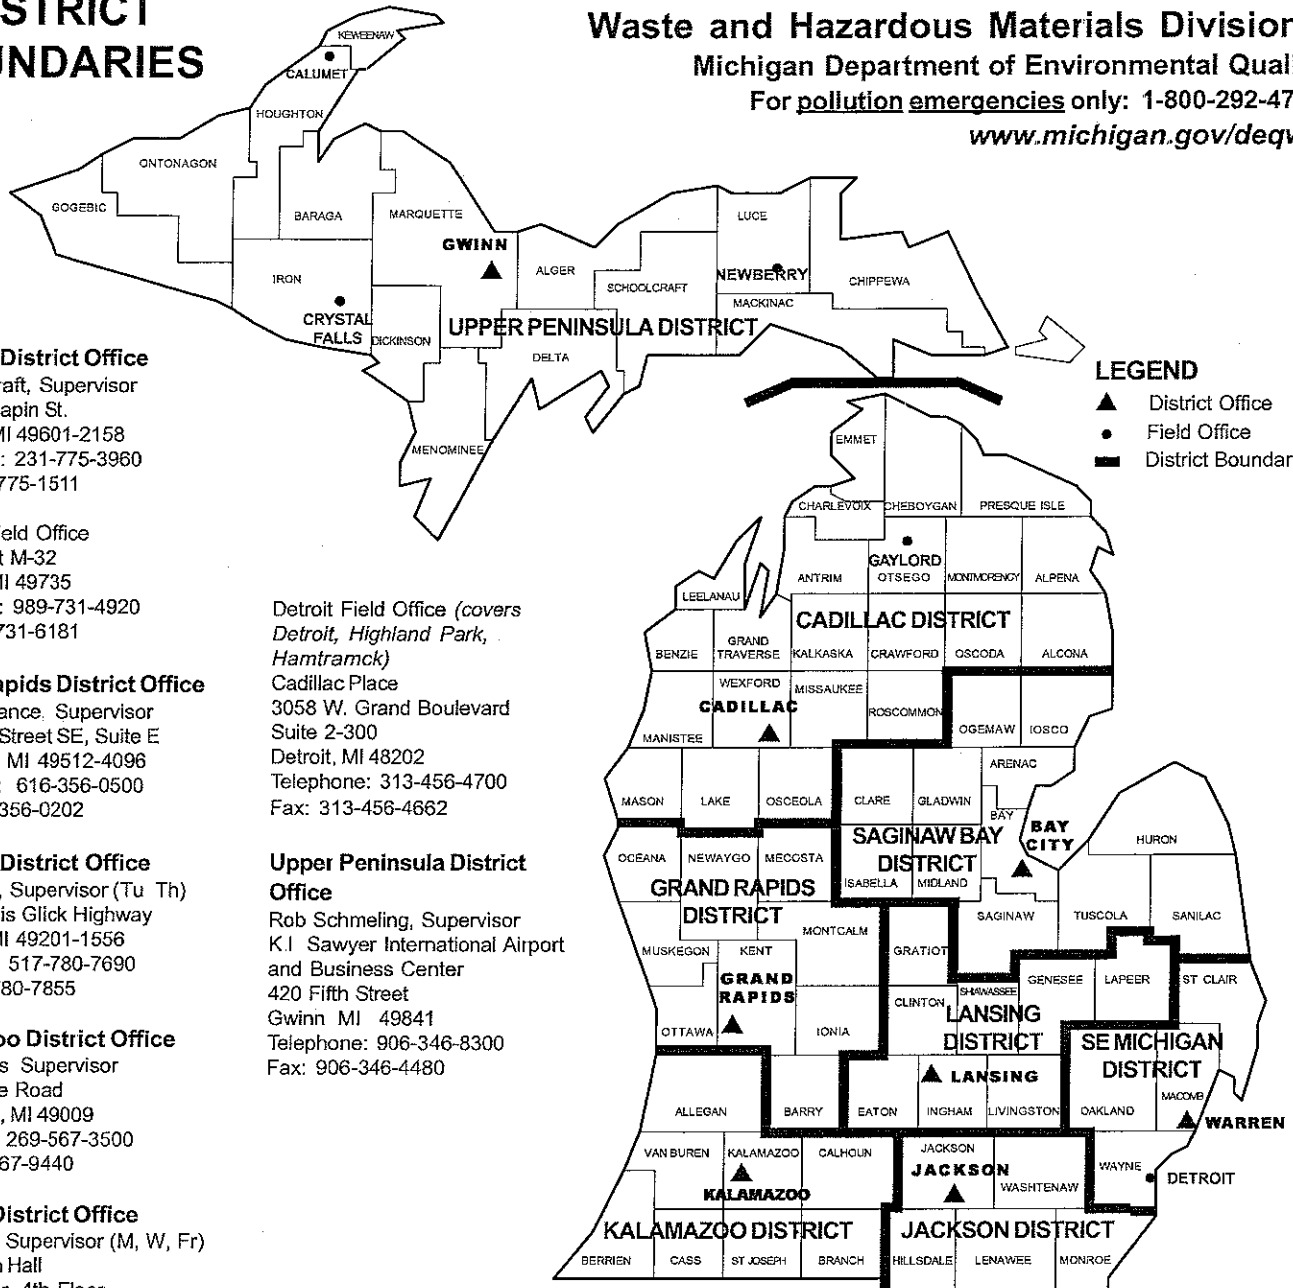 STRICT
UNDARIES
Waste and Hazardous Materials Division
Michigan Department of Environmental Quali
For pollution emergencies only: 1-800-292-47
www.michigan.gov/deqw
District Office
raft, Supervisor
apin St.
MI 49601-2158
: 231-775-3960
775-1511
eld Office
t M-32
MI 49735
: 989-731-4920
731-6181
apids District Office
ance, Supervisor
Street SE, Suite E
MI 49512-4096
: 616-356-0500
356-0202
District Office
, Supervisor (Tu Th)
is Glick Highway
MI 49201-1556
517-780-7690
780-7855
oo District Office
s Supervisor
e Road
, MI 49009
269-567-3500
67-9440
District Office
Supervisor (M, W, Fr)
n Hall
4th Floor
Detroit Field Office (covers
Detroit, Highland Park,
Hamtramck)
Cadillac Place
3058 W. Grand Boulevard
Suite 2-300
Detroit, MI 48202
Telephone: 313-456-4700
Fax: 313-456-4662
Upper Peninsula District
Office
Rob Schmeling, Supervisor
K.I Sawyer International Airport
and Business Center
420 Fifth Street
Gwinn MI 49841
Telephone: 906-346-8300
Fax: 906-346-4480
LEGEND
District Office
Field Office
District Boundar
KEWEENAW
CALUMET
HOUGHTON
ONTONAGON
GOGEBIC
BARAGA
MARQUETTE
GWINN
ALGER
LUCE
NEWBERRY
CHIPPEWA
SCHOOLCRAFT
MACKINAC
IRON
CRYSTAL
FALLS
DICKINSON
UPPER PENINSULA DISTRICT
DELTA
MENOMINEE
EMMET
CHARLEVOIX
CHEBOYGAN
PRESQUE ISLE
GAYLORD
ANTRIM
OTSEGO
MONTMORENCY
ALPENA
LEELANAU
CADILLAC DISTRICT
BENZIE
GRAND
TRAVERSE
KALKASKA
CRAWFORD
OSCODA
ALCONA
WEXFORD
MISSAUKEE
CADILLAC
ROSCOMMON
MANISTEE
OGEMAW
IOSCO
ARENAC
MASON
LAKE
OSCEOLA
CLARE
GLADWIN
BAY
SAGINAW BAY
DISTRICT
BAY
CITY
HURON
OCEANA
NEWAYGO
MECOSTA
ISABELLA
MIDLAND
GRAND RAPIDS
DISTRICT
SAGINAW
TUSCOLA
SANILAC
MONTCALM
GRATIOT
MUSKEGON
KENT
GRAND
RAPIDS
OTTAWA
IONIA
CLINTON
SHIAWASSEE
GENESEE
LAPEER
ST CLAIR
LANSING
DISTRICT
SE MICHIGAN
DISTRICT
LANSING
ALLEGAN
BARRY
EATON
INGHAM
LIVINGSTON
OAKLAND
MACOMB
WARREN
VAN BUREN
KALAMAZOO
CALHOUN
JACKSON
KALAMAZOO
JACKSON
WASHTENAW
WAYNE
DETROIT
KALAMAZOO DISTRICT
JACKSON DISTRICT
BERRIEN
CASS
ST JOSEPH
BRANCH
HILLSDALE
LENAWEE
MONROE